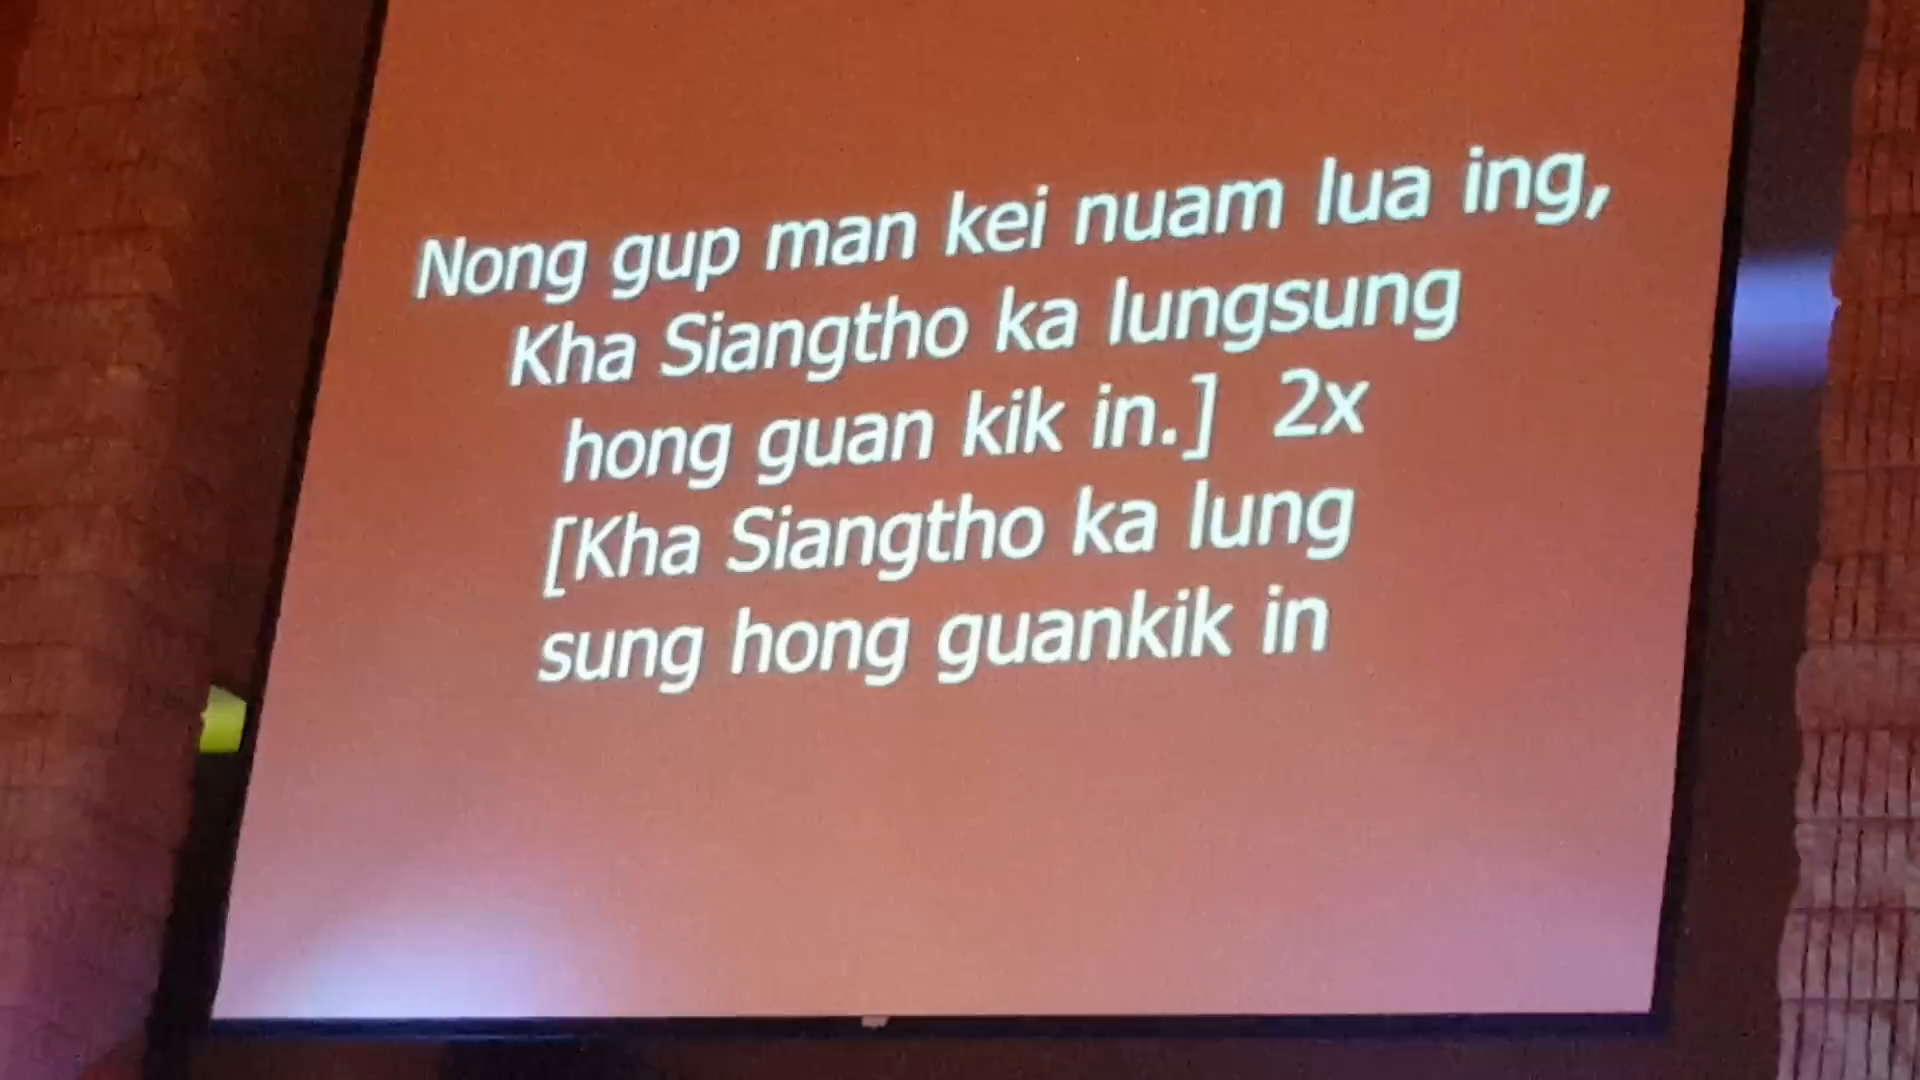 Nong gup man kei nuam lua ing,
Kha Siangtho ka lungsung
hong guan kik in.] 2x
[Kha Siangtho ka lung
sung hong guankik in